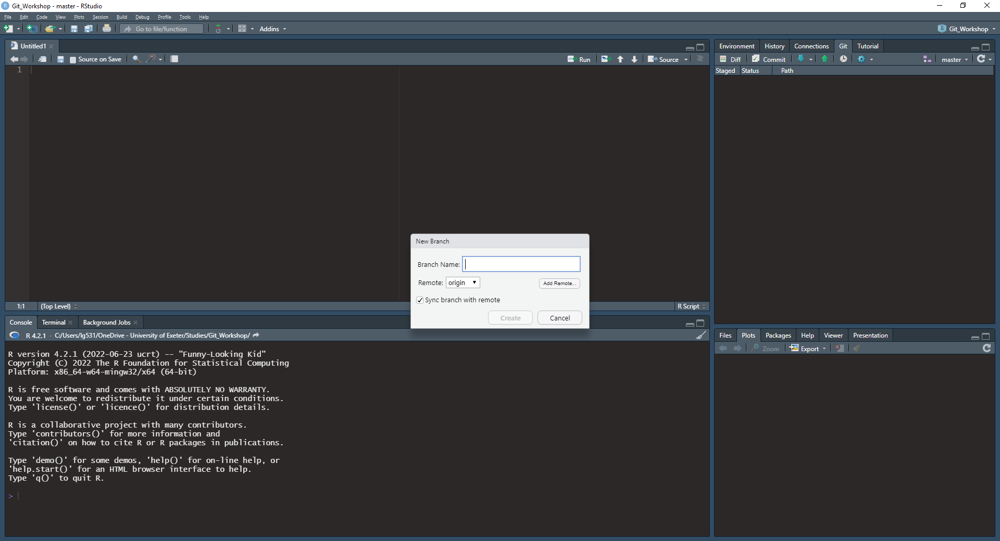 Git_Workshop - master - RStudio
File Edit Code View Plots Session Build Debug Profile Tools Help
Go to file/function Addins Git_Workshop
Untitled1
Source on Save Run Source
1
1:1 (Top Level) R Script
Environment History Connections Git Tutorial
Diff Commit master
Staged Status Path
New Branch
Branch Name:
Remote: origin Add Remote...
Sync branch with remote
Create Cancel
Console Terminal Background Jobs
R 4.2.1 · C:/Users/lg531/OneDrive - University of Exeter/Studies/Git_Workshop/
R version 4.2.1 (2022-06-23 ucrt) -- "Funny-Looking Kid"
Copyright (C) 2022 The R Foundation for Statistical Computing
Platform: x86_64-w64-mingw32/x64 (64-bit)
R is free software and comes with ABSOLUTELY NO WARRANTY.
You are welcome to redistribute it under certain conditions.
Type 'license()' or 'licence()' for distribution details.
R is a collaborative project with many contributors.
Type 'contributors()' for more information and
'citation()' on how to cite R or R packages in publications.
Type 'demo()' for some demos, 'help()' for on-line help, or
'help.start()' for an HTML browser interface to help.
Type 'q()' to quit R.
>
Files Plots Packages Help Viewer Presentation
Zoom Export